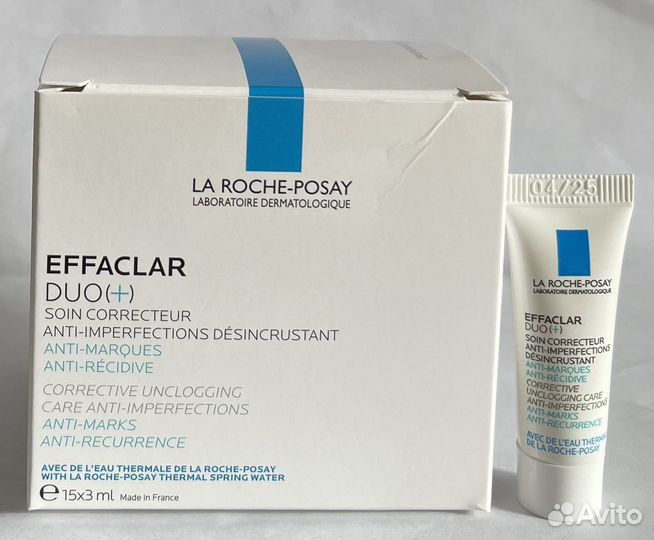 LA ROCHE-POSAY
LABORATOIRE DERMATOLOGIQUE
EFFACLAR
DUO(+)
SOIN CORRECTEUR
ANTI-IMPERFECTIONS DÉSINCRUSTANT
ANTI-MARQUES
ANTI-RÉCIDIVE
CORRECTIVE UNCLOGGING
CARE ANTI-IMPERFECTIONS
ANTI-MARKS
ANTI-RECURRENCE
AVEC DE L'EAU THERMALE DE LA ROCHE-POSAY
WITH LA ROCHE-POSAY THERMAL SPRING WATER
e 15x3 ml Made in France
04/25
LA ROCHE-POSAY
LABORATOIRE DERMATOLOGIQUE
EFFACLAR
DUO(+)
SOIN CORRECTEUR
ANTI-IMPERFECTIONS
DÉSINCRUSTANT
ANTI-MARQUES
ANTI-RÉCIDIVE
CORRECTIVE
UNCLOGGING CARE
ANTI-IMPERFECTIONS
ANTI-MARKS
ANTI-RECURRENCE
AVEC DE L'EAU THERMALE
DE LA ROCHE-POSAY
Avito